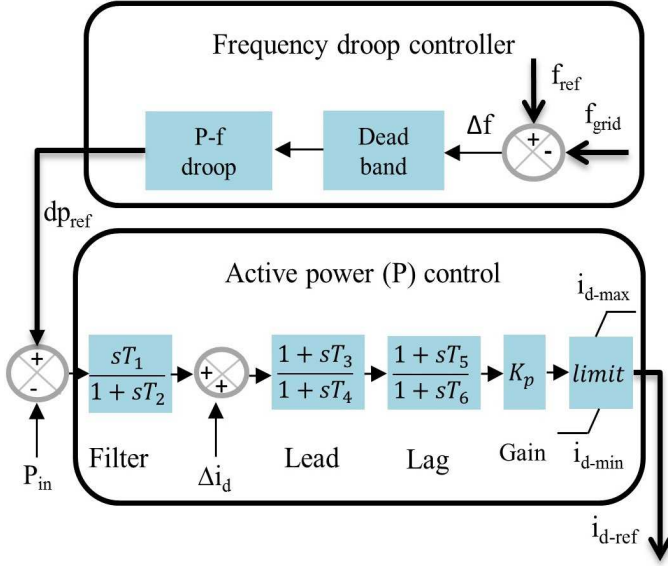 Frequency droop controller
f_ref
f_grid
+
-
Δf
Dead band
P-f droop
dp_ref
Active power (P) control
i_d-max
+
-
P_in
sT_1
1 + sT_2
Filter
+
+
Δi_d
1 + sT_3
1 + sT_4
Lead
1 + sT_5
1 + sT_6
Lag
K_p
Gain
limit
i_d-min
i_d-ref